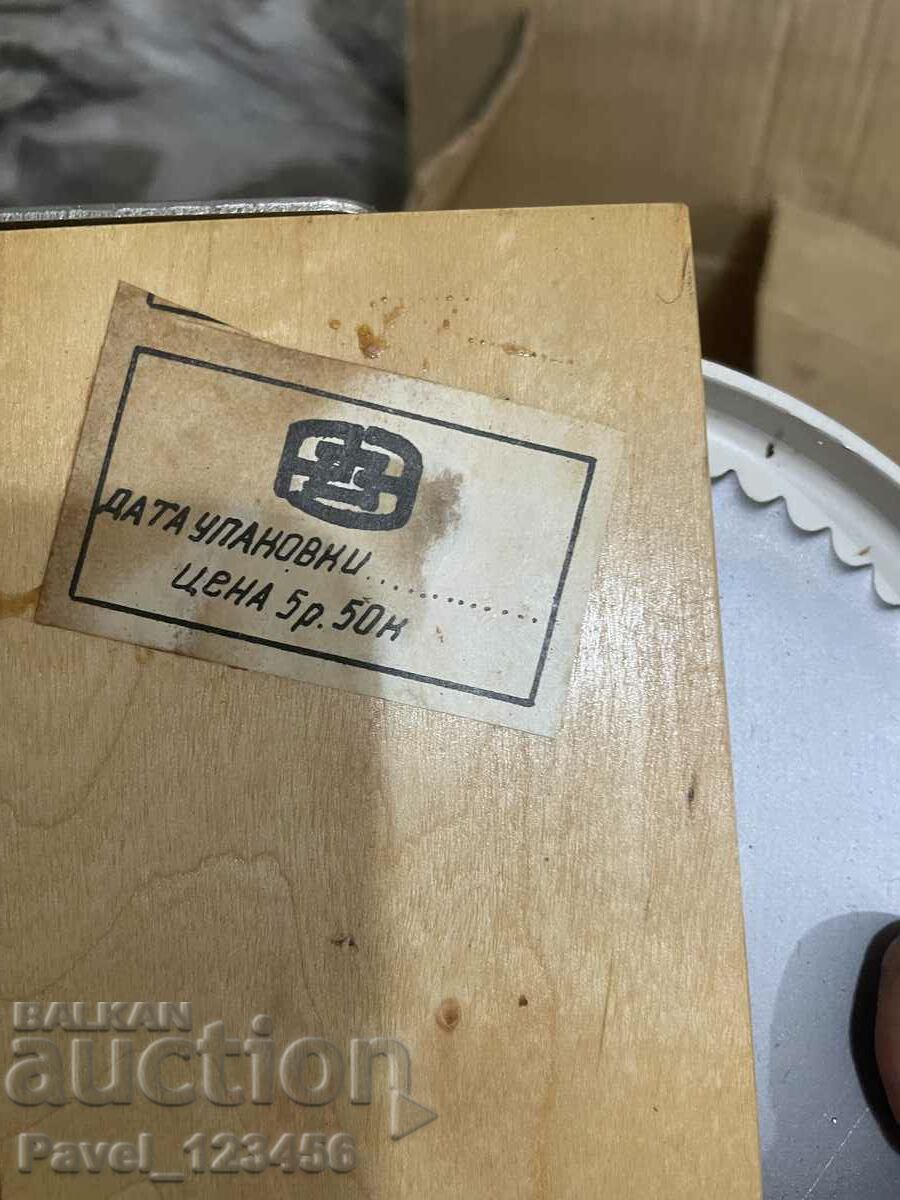 ДАТА УПАКОВКИ..............
ЦЕНА 5р. 50к
BALKAN
auction
Pavel_123456